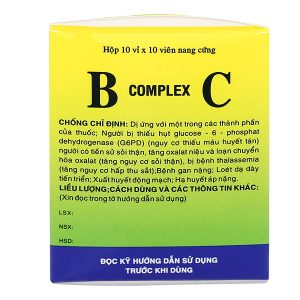 Hộp 10 vỉ x 10 viên nang cứng
B COMPLEX C
CHỐNG CHỈ ĐỊNH: Dị ứng với một trong các thành phần
của thuốc; Người bị thiếu hụt glucose - 6 - phosphat
dehydrogenase (G6PD) (nguy cơ thiếu máu huyết tán)
người có tiền sử sỏi thận, tăng oxalat niệu và loạn chuyển
hóa oxalat (tăng nguy cơ sỏi thận), bị bệnh thalassemia
(tăng nguy cơ hấp thu sắt);Bệnh gan nặng; Loét dạ dày
tiến triển; Xuất huyết động mạch; Hạ huyết áp nặng.
LIỀU LƯỢNG;CÁCH DÙNG VÀ CÁC THÔNG TIN KHÁC:
(Xin đọc trong tờ hướng dẫn sử dụng)
LSX:
NSX:
HSD:
ĐỌC KỸ HƯỚNG DẪN SỬ DỤNG
TRƯỚC KHI DÙNG